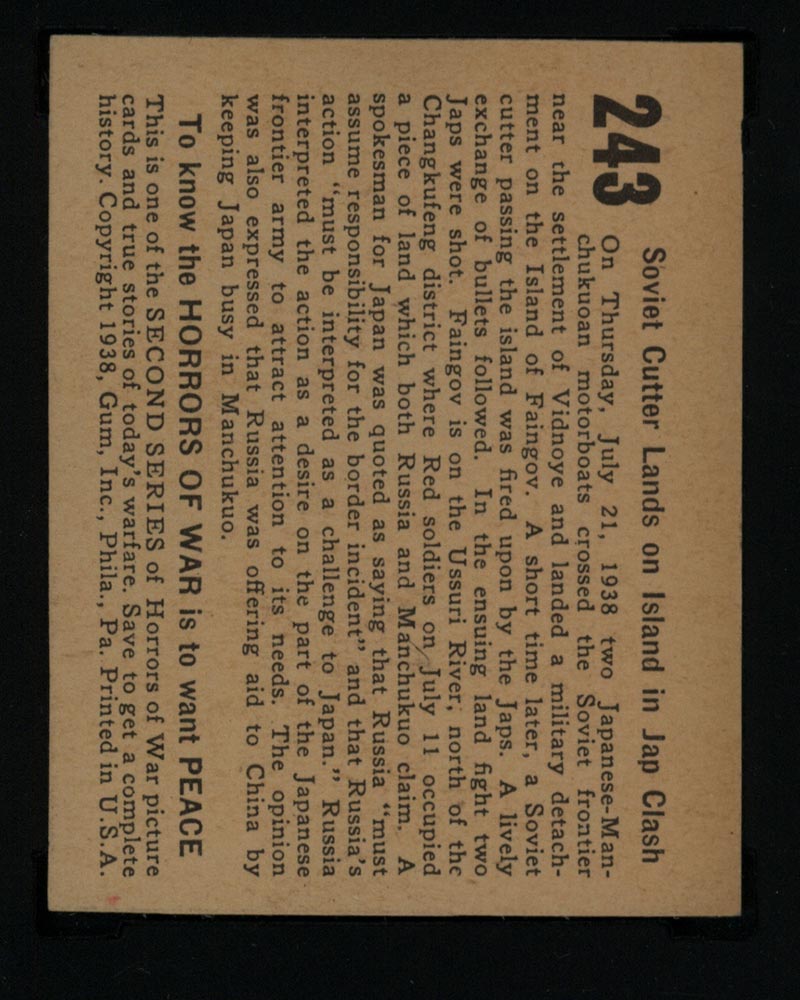 243 Soviet Cutter Lands on Island in Jap Clash
On Thursday, July 21, 1938 two Japanese-Man-
chukuoan motorboats crossed the Soviet frontier
near the settlement of Vidnoye and landed a military detach-
ment on the Island of Faingov. A short time later, a Soviet
cutter passing the island was fired upon by the Japs. A lively
exchange of bullets followed. In the ensuing land fight two
Japs were shot. Faingov is on the Ussuri River, north of the
Changkufeng district where Red soldiers on July 11 occupied
a piece of land which both Russia and Manchukuo claim. A
spokesman for Japan was quoted as saying that Russia "must
assume responsibility for the border incident" and that Russia's
action "must be interpreted as a challenge to Japan." Russia
interpreted the action as a desire on the part of the Japanese
frontier army to attract attention to its needs. The opinion
was also expressed that Russia was offering aid to China by
keeping Japan busy in Manchukuo.
To know the HORRORS OF WAR is to want PEACE
This is one of the SECOND SERIES of Horrors of War picture
cards and true stories of today's warfare. Save to get a complete
history. Copyright 1938, Gum, Inc., Phila., Pa. Printed in U.S.A.